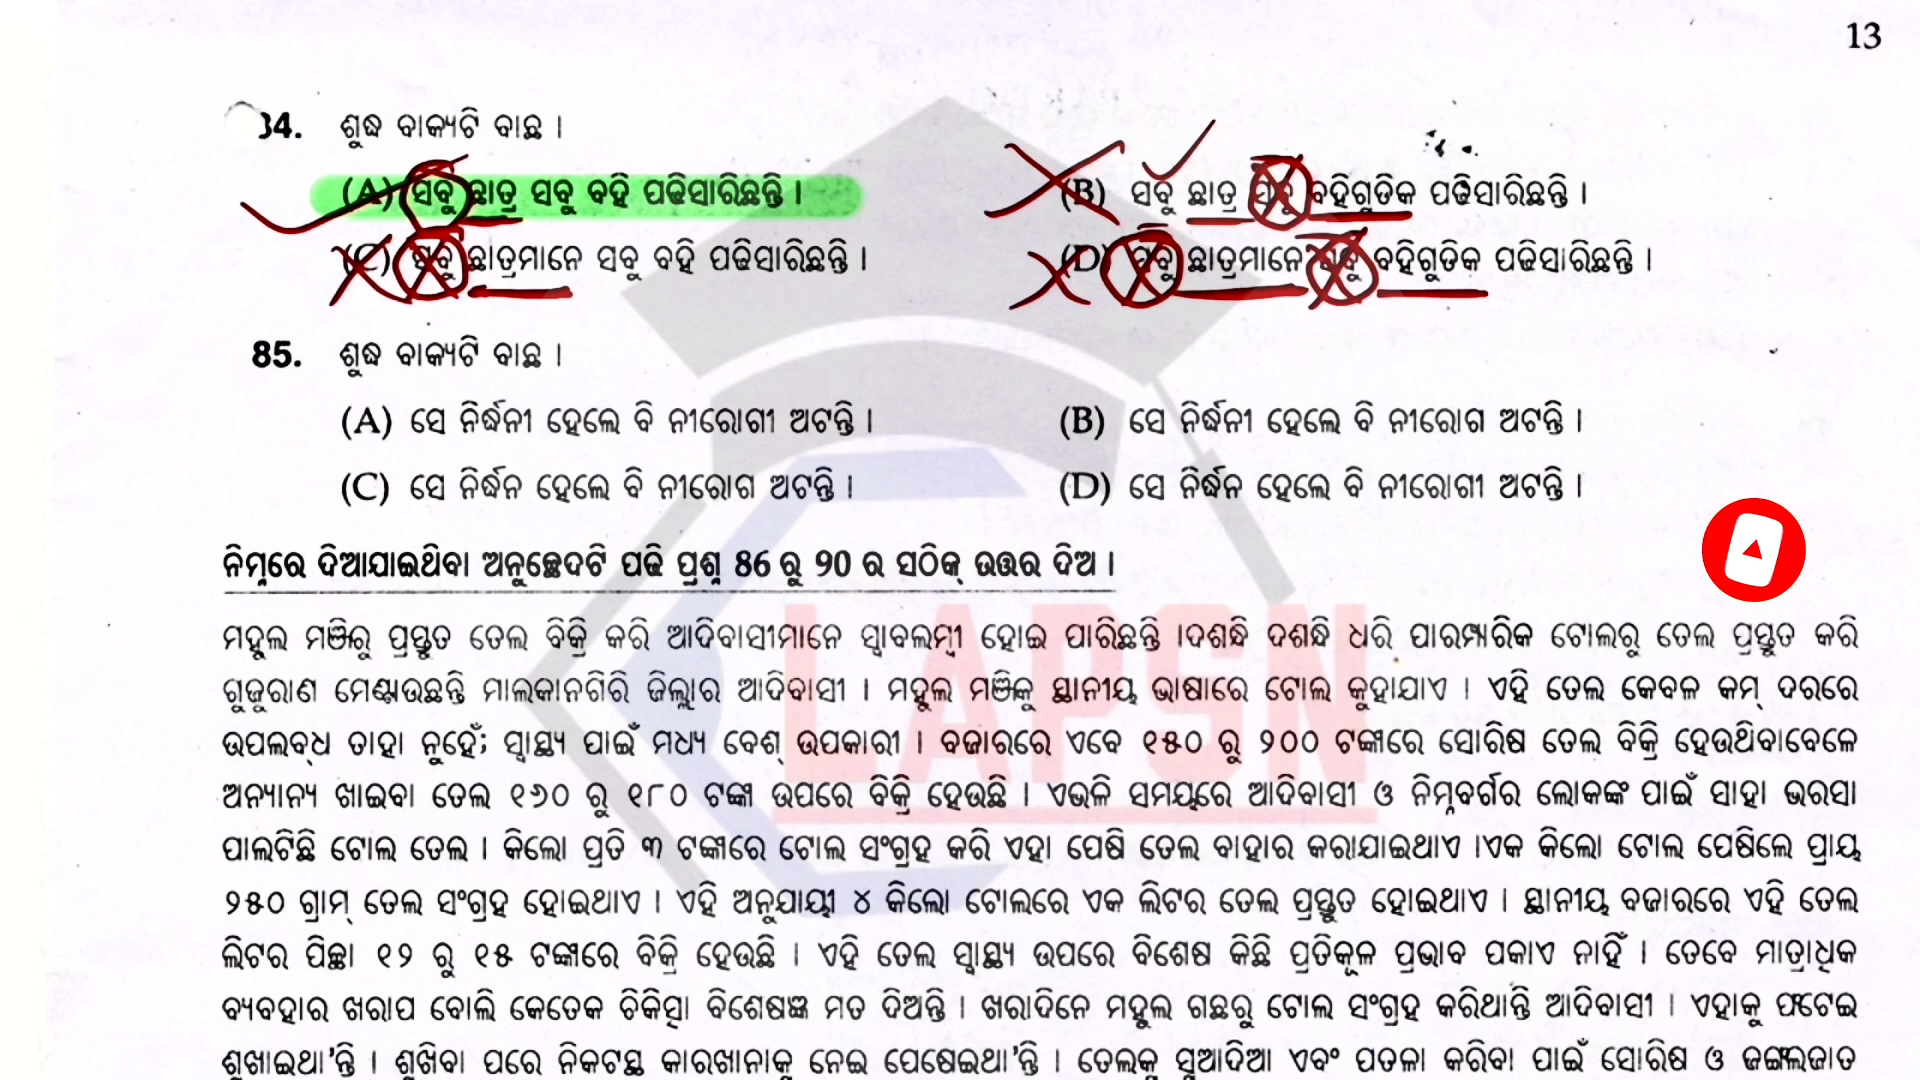 13
34. ଶୁଦ୍ଧ ବାକ୍ୟଟି ବାଛ ।
(A) ସବୁ ଛାତ୍ର ସବୁ ବହି ପଢିସାରିଛନ୍ତି । (B) ସବୁ ଛାତ୍ର ସବୁ ବହିଗୁଡିକ ପଢିସାରିଛନ୍ତି ।
(C) ସବୁ ଛାତ୍ରମାନେ ସବୁ ବହି ପଢିସାରିଛନ୍ତି । (D) ସବୁ ଛାତ୍ରମାନେ ସବୁ ବହିଗୁଡିକ ପଢିସାରିଛନ୍ତି ।
85. ଶୁଦ୍ଧ ବାକ୍ୟଟି ବାଛ ।
(A) ସେ ନିର୍ଦ୍ଧନୀ ହେଲେ ବି ନୀରୋଗୀ ଅଟନ୍ତି । (B) ସେ ନିର୍ଦ୍ଧନୀ ହେଲେ ବି ନୀରୋଗ ଅଟନ୍ତି ।
(C) ସେ ନିର୍ଦ୍ଧନ ହେଲେ ବି ନୀରୋଗ ଅଟନ୍ତି । (D) ସେ ନିର୍ଦ୍ଧନ ହେଲେ ବି ନୀରୋଗୀ ଅଟନ୍ତି ।
ନିମ୍ନରେ ଦିଆଯାଇଥିବା ଅନୁଚ୍ଛେଦଟି ପଢି ପ୍ରଶ୍ନ 86 ରୁ 90 ର ସଠିକ୍ ଉତ୍ତର ଦିଅ ।
ମହୁଲ ମଞ୍ଜିରୁ ପ୍ରସ୍ତୁତ ତେଲ ବିକ୍ରି କରି ଆଦିବାସୀମାନେ ସ୍ୱାବଲମ୍ବୀ ହୋଇ ପାରିଛନ୍ତି ।ଦଶନ୍ଧି ଦଶନ୍ଧି ଧରି ପାରମ୍ପାରିକ ଟୋଲରୁ ତେଲ ପ୍ରସ୍ତୁତ କରି
ଗୁଜୁରାଣ ମେଣ୍ଟାଉଛନ୍ତି ମାଲକାନଗିରି ଜିଲ୍ଲାର ଆଦିବାସୀ । ମହୁଲ ମଞ୍ଜିକୁ ସ୍ଥାନୀୟ ଭାଷାରେ ଟୋଲ କୁହାଯାଏ । ଏହି ତେଲ କେବଳ କମ୍ ଦରରେ
ଉପଲବ୍ଧ ତାହା ନୁହେଁ; ସ୍ୱାସ୍ଥ୍ୟ ପାଇଁ ମଧ୍ୟ ବେଶ୍ ଉପକାରୀ । ବଜାରରେ ଏବେ ୧୫୦ ରୁ ୨୦୦ ଟଙ୍କାରେ ସୋରିଷ ତେଲ ବିକ୍ରି ହେଉଥିବାବେଳେ
ଅନ୍ୟାନ୍ୟ ଖାଇବା ତେଲ ୧୬୦ ରୁ ୧୮୦ ଟଙ୍କା ଉପରେ ବିକ୍ରି ହେଉଛି । ଏଭଳି ସମୟରେ ଆଦିବାସୀ ଓ ନିମ୍ନବର୍ଗର ଲୋକଙ୍କ ପାଇଁ ସାହା ଭରସା
ପାଲଟିଛି ଟୋଲ ତେଲ । କିଲୋ ପ୍ରତି ୩ ଟଙ୍କାରେ ଟୋଲ ସଂଗ୍ରହ କରି ଏହା ପେଷି ତେଲ ବାହାର କରାଯାଇଥାଏ ।ଏକ କିଲୋ ଟୋଲ ପେଷିଲେ ପ୍ରାୟ
୨୫୦ ଗ୍ରାମ୍ ତେଲ ସଂଗ୍ରହ ହୋଇଥାଏ । ଏହି ଅନୁଯାୟୀ ୪ କିଲୋ ଟୋଲରେ ଏକ ଲିଟର ତେଲ ପ୍ରସ୍ତୁତ ହୋଇଥାଏ । ସ୍ଥାନୀୟ ବଜାରରେ ଏହି ତେଲ
ଲିଟର ପିଛା ୧୨ ରୁ ୧୫ ଟଙ୍କାରେ ବିକ୍ରି ହେଉଛି । ଏହି ତେଲ ସ୍ୱାସ୍ଥ୍ୟ ଉପରେ ବିଶେଷ କିଛି ପ୍ରତିକୂଳ ପ୍ରଭାବ ପକାଏ ନାହିଁ । ତେବେ ମାତ୍ରାଧିକ
ବ୍ୟବହାର ଖରାପ ବୋଲି କେତେକ ଚିକିତ୍ସା ବିଶେଷଜ୍ଞ ମତ ଦିଅନ୍ତି । ଖରାଦିନେ ମହୁଲ ଗଛରୁ ଟୋଲ ସଂଗ୍ରହ କରିଥାନ୍ତି ଆଦିବାସୀ । ଏହାକୁ ଫଟେଇ
ଶୁଖାଇଥା'ନ୍ତି । ଶୁଖିବା ପରେ ନିକଟସ୍ଥ କାରଖାନାକୁ ନେଇ ପେଷେଇଥା'ନ୍ତି । ତେଲକୁ ସୁଆଦିଆ ଏବଂ ପତଳା କରିବା ପାଇଁ ସୋରିଷ ଓ ଜଙ୍ଗଲଜାତ
LAPSN